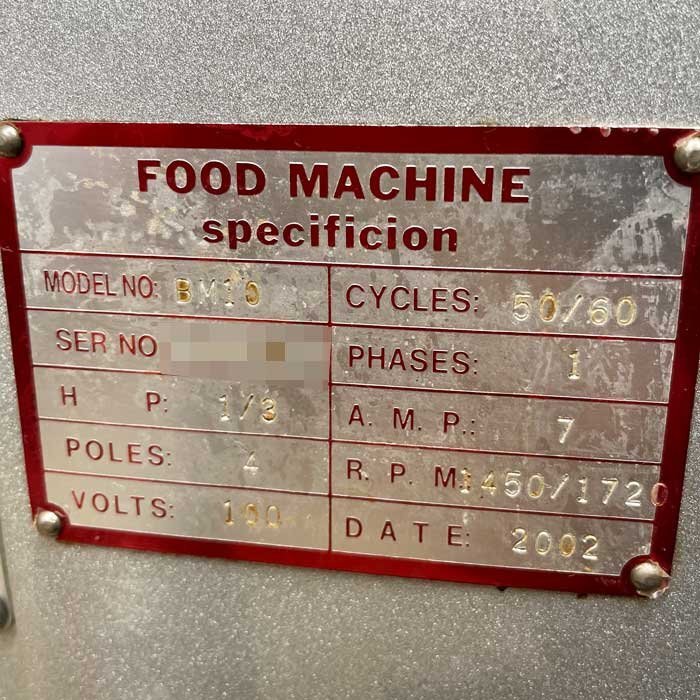 FOOD MACHINE
specificion
MODEL NO: BM10
CYCLES: 50/60
SER NO
PHASES: 1
H P: 1/3
A. M. P.: 7
POLES: 4
R. P. M. 1450/1720
VOLTS: 100
DATE: 2002